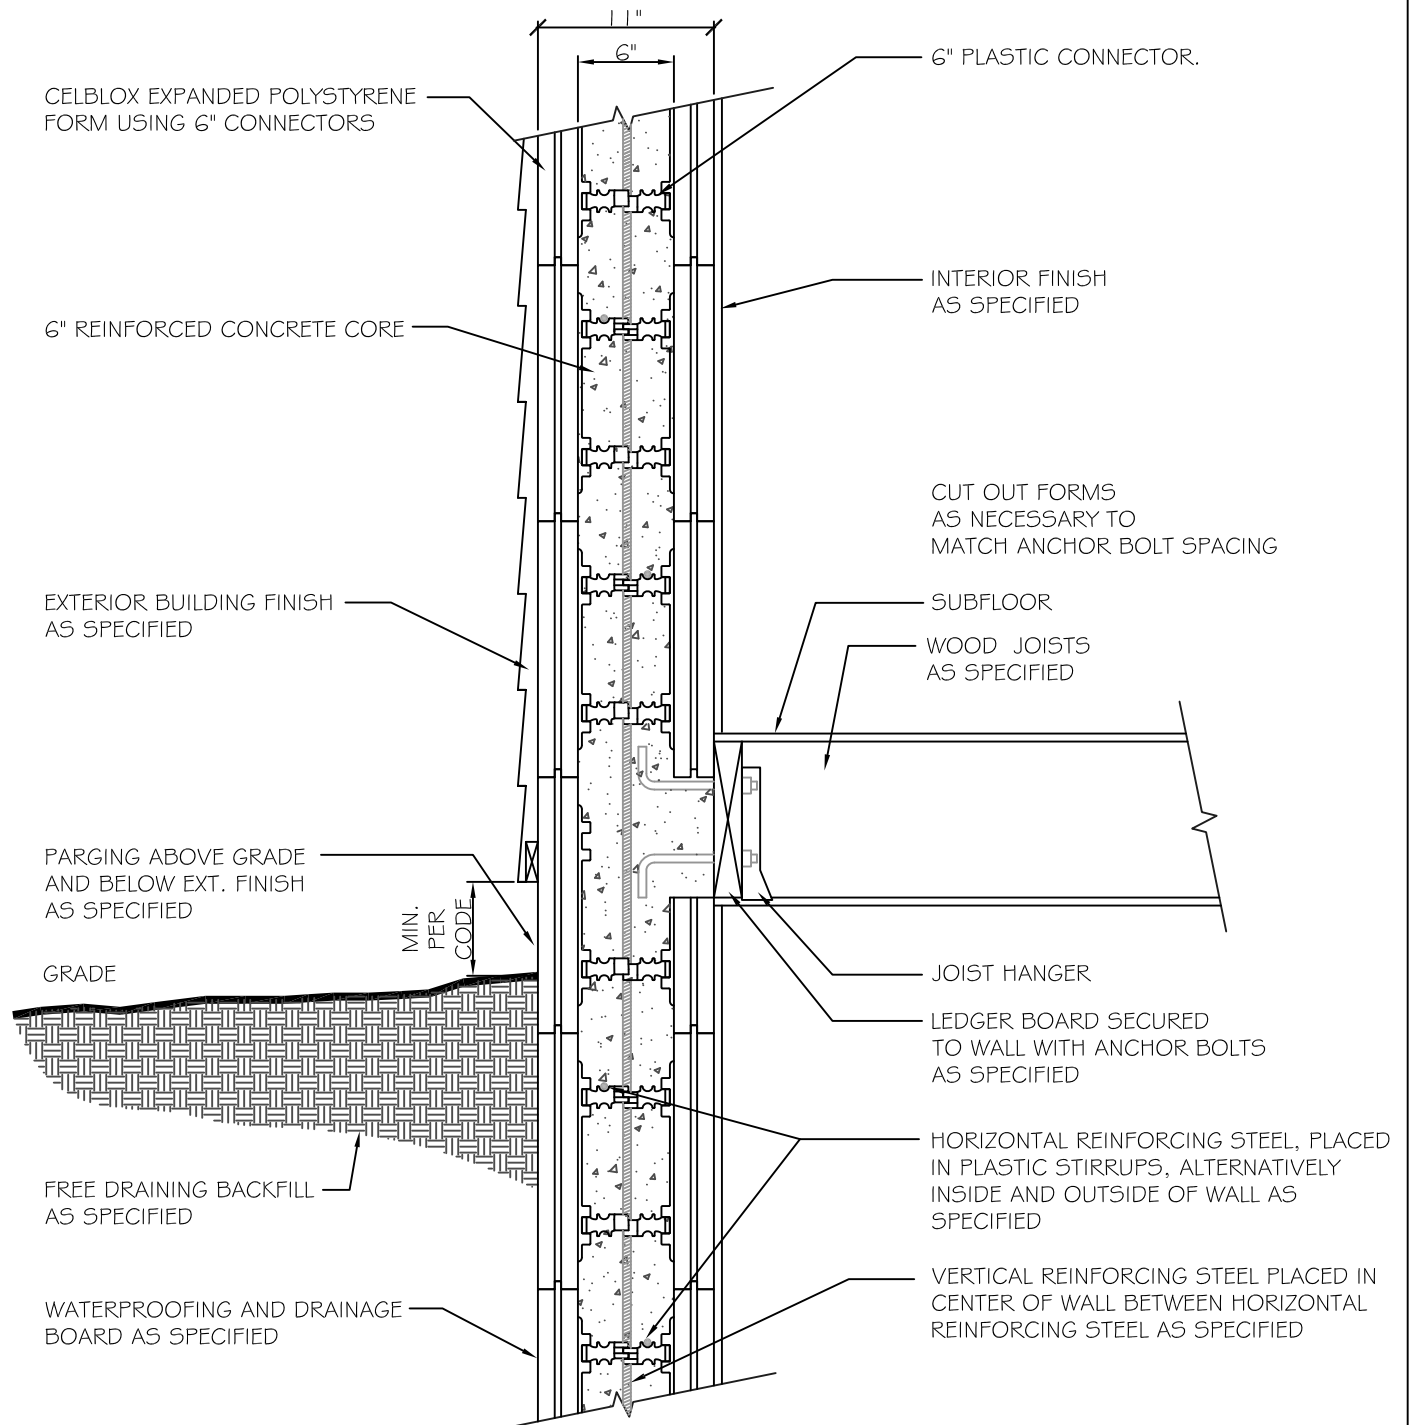 11"
6"
6" PLASTIC CONNECTOR.
CELBLOX EXPANDED POLYSTYRENE
FORM USING 6" CONNECTORS
INTERIOR FINISH
AS SPECIFIED
6" REINFORCED CONCRETE CORE
CUT OUT FORMS
AS NECESSARY TO
MATCH ANCHOR BOLT SPACING
EXTERIOR BUILDING FINISH
AS SPECIFIED
SUBFLOOR
WOOD JOISTS
AS SPECIFIED
PARGING ABOVE GRADE
AND BELOW EXT. FINISH
AS SPECIFIED
MIN.
PER
CODE
GRADE
JOIST HANGER
LEDGER BOARD SECURED
TO WALL WITH ANCHOR BOLTS
AS SPECIFIED
HORIZONTAL REINFORCING STEEL, PLACED
IN PLASTIC STIRRUPS, ALTERNATIVELY
INSIDE AND OUTSIDE OF WALL AS
SPECIFIED
FREE DRAINING BACKFILL
AS SPECIFIED
VERTICAL REINFORCING STEEL PLACED IN
CENTER OF WALL BETWEEN HORIZONTAL
REINFORCING STEEL AS SPECIFIED
WATERPROOFING AND DRAINAGE
BOARD AS SPECIFIED